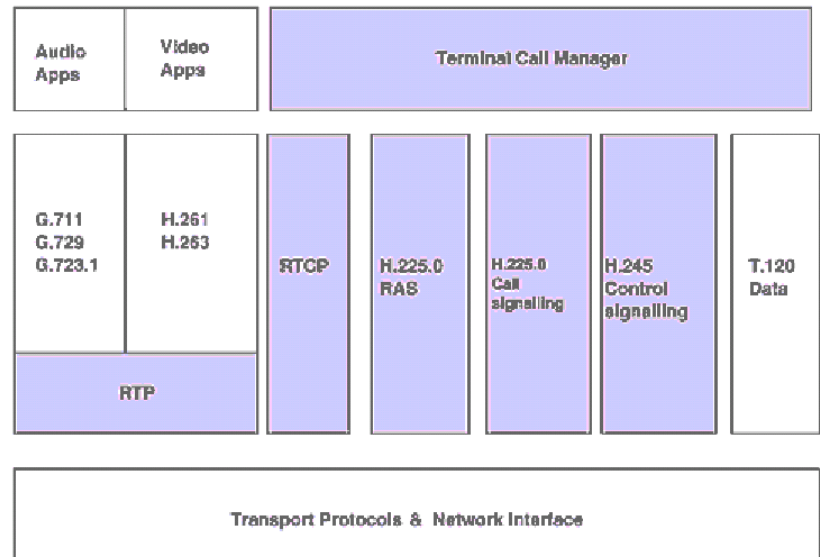 Audio
Apps
Video
Apps
Terminal Call Manager
G.711
G.729
G.723.1
H.261
H.263
RTP
RTCP
H.225.0
RAS
H.225.0
Call
signalling
H.245
Control
signalling
T.120
Data
Transport Protocols & Network Interface